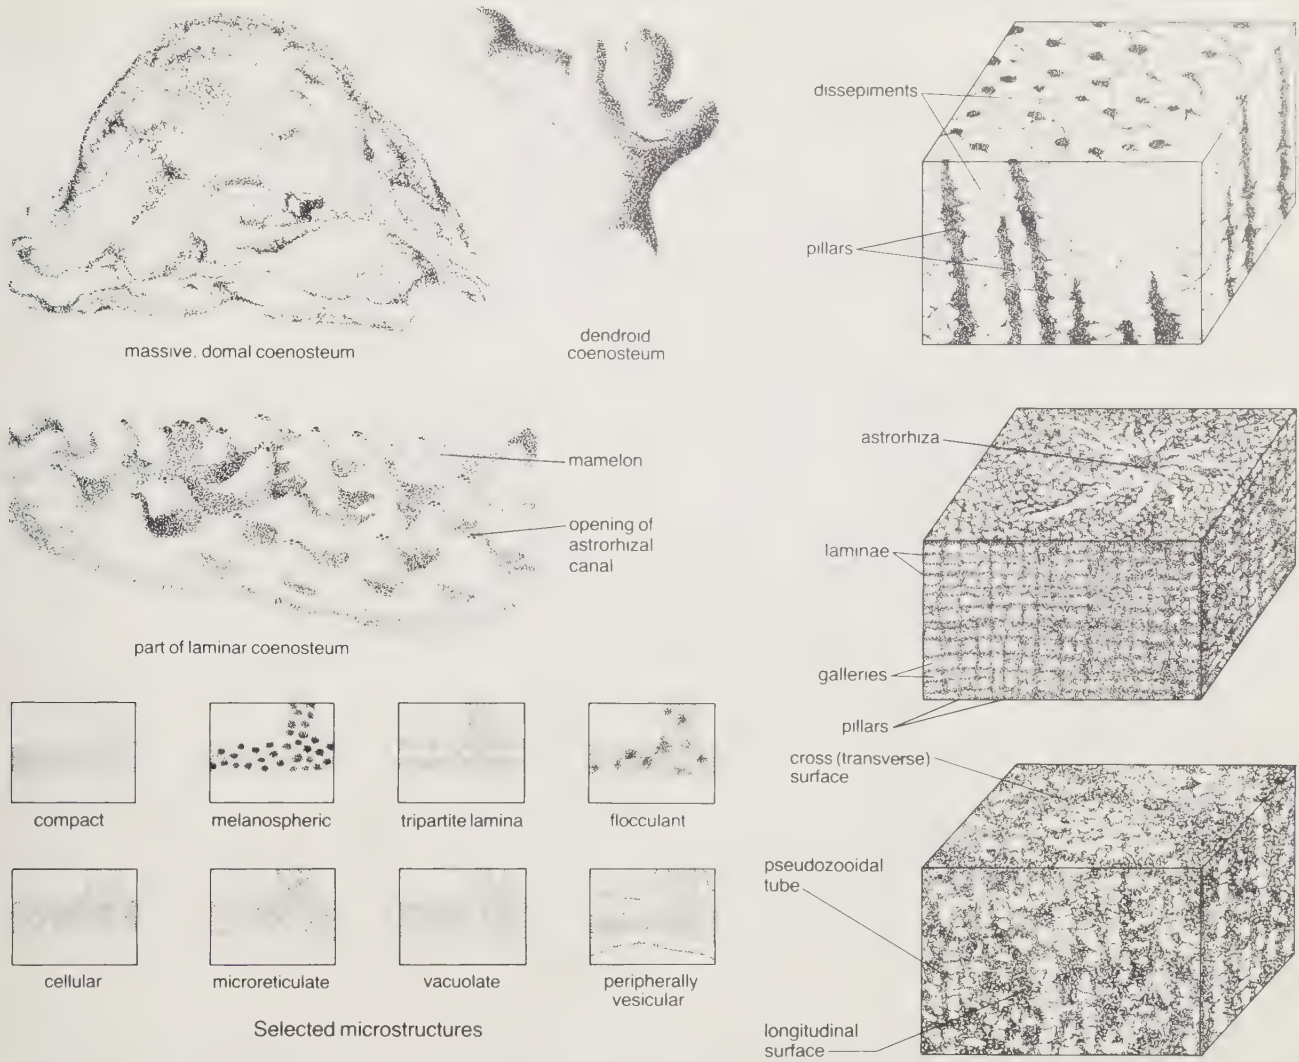 massive. domal coenosteum
dendroid
coenosteum
mamelon
opening of
astrorhizal
canal
part of laminar coenosteum
compact
melanospheric
tripartite lamina
flocculant
cellular
microreticulate
vacuolate
peripherally
vesicular
Selected microstructures
dissepiments
pillars
astrorhiza
laminae
galleries
pillars
cross (transverse)
surface
pseudozooidal
tube
longitudinal
surface